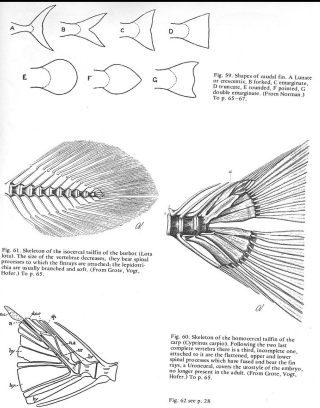 A
B
C
D
E
F
G
Fig. 59. Shapes of caudal fin. A Lunate
or crescentic, B forked, C emarginate,
D truncate, E rounded, F pointed, G
double emarginate. (From Norman.)
To p. 65-67.
Fig. 61. Skeleton of the isocercal tailfin of the burbot (Lota
lota). The size of the vertebrae decreases, they bear spinal
processes to which the finrays are attached, the lepidotri-
chia are usually branched and soft. (From Grote, Vogt,
Hofer.) To p. 65.
Fig. 60. Skeleton of the homocercal tailfin of the
carp (Cyprinus carpio). Following the two last
complete vertebra there is a third, incomplete one,
attached to it are the flattened, upper and lower
spinal processes which have fused and bear the fin
rays, a Uroneural, covers the urostyle of the embryo,
no longer present in the adult. (From Grote, Vogt,
Hofer.) To p. 65.
Fig. 62 see p. 28